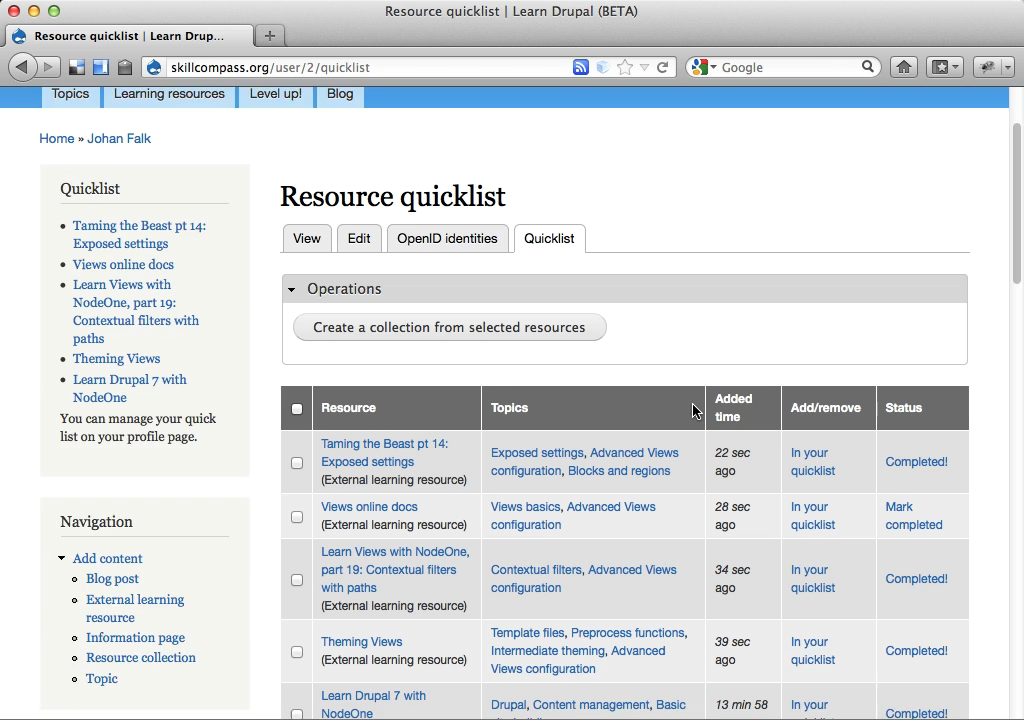 Resource quicklist | Learn Drupal (BETA)
Resource quicklist | Learn Drup...
skillcompass.org/user/2/quicklist
Google
Topics
Learning resources
Level up!
Blog
Home » Johan Falk
Quicklist
Taming the Beast pt 14:
Exposed settings
Views online docs
Learn Views with
NodeOne, part 19:
Contextual filters with
paths
Theming Views
Learn Drupal 7 with
NodeOne
You can manage your quick
list on your profile page.
Navigation
Add content
Blog post
External learning
resource
Information page
Resource collection
Topic
Resource quicklist
View
Edit
OpenID identities
Quicklist
Operations
Create a collection from selected resources
Resource
Topics
Added
time
Add/remove
Status
Taming the Beast pt 14:
Exposed settings
(External learning resource)
Exposed settings, Advanced Views
configuration, Blocks and regions
22 sec
ago
In your
quicklist
Completed!
Views online docs
(External learning resource)
Views basics, Advanced Views
configuration
28 sec
ago
In your
quicklist
Mark
completed
Learn Views with NodeOne,
part 19: Contextual filters
with paths
(External learning resource)
Contextual filters, Advanced Views
configuration
34 sec
ago
In your
quicklist
Completed!
Theming Views
(External learning resource)
Template files, Preprocess functions,
Intermediate theming, Advanced
Views configuration
39 sec
ago
In your
quicklist
Completed!
Learn Drupal 7 with
NodeOne
Drupal, Content management, Basic
13 min 58
In your
quicklist
Completed!